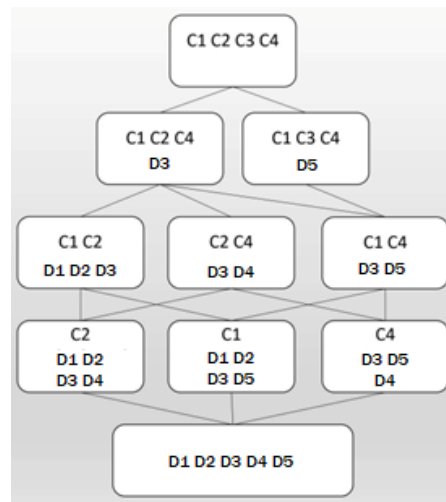 C1 C2 C3 C4
C1 C2 C4
D3
C1 C3 C4
D5
C1 C2
D1 D2 D3
C2 C4
D3 D4
C1 C4
D3 D5
C2
D1 D2
D3 D4
C1
D1 D2
D3 D5
C4
D3 D5
D4
D1 D2 D3 D4 D5